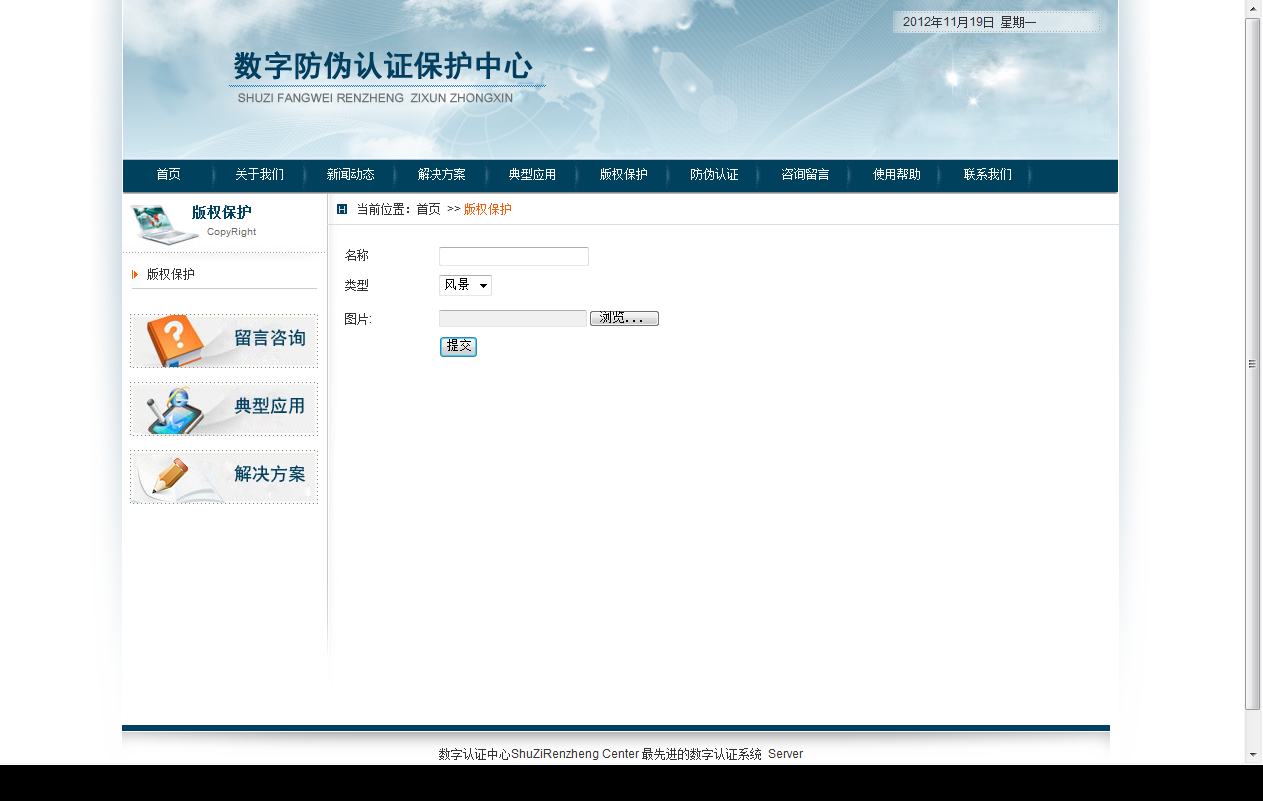 2012年11月19日 星期一
数字防伪认证保护中心
SHUZI FANGWEI RENZHENG ZIXUN ZHONGXIN
首页 关于我们 新闻动态 解决方案 典型应用 版权保护 防伪认证 咨询留言 使用帮助 联系我们
版权保护
CopyRight
当前位置：首页 >> 版权保护
版权保护
名称
类型 风景
图片: 浏览...
提交
留言咨询
典型应用
解决方案
数字认证中心ShuZiRenzheng Center 最先进的数字认证系统 Server